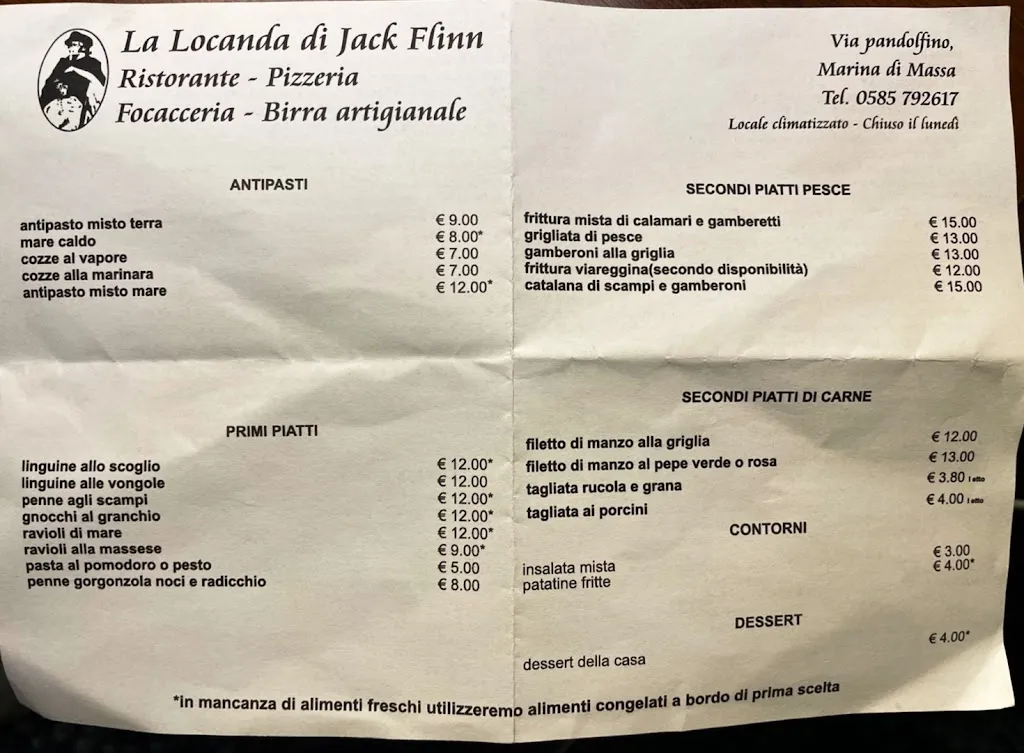 La Locanda di Jack Flinn
Ristorante - Pizzeria
Focacceria - Birra artigianale
Via pandolfino,
Marina di Massa
Tel. 0585 792617
Locale climatizzato - Chiuso il lunedì
ANTIPASTI
antipasto misto terra € 9.00
mare caldo € 8.00*
cozze al vapore € 7.00
cozze alla marinara € 7.00
antipasto misto mare € 12.00*
PRIMI PIATTI
linguine allo scoglio € 12.00*
linguine alle vongole € 12.00
penne agli scampi € 12.00*
gnocchi al granchio € 12.00*
ravioli di mare € 12.00*
ravioli alla massese € 9.00*
pasta al pomodoro o pesto € 5.00
penne gorgonzola noci e radicchio € 8.00
SECONDI PIATTI PESCE
frittura mista di calamari e gamberetti € 15.00
grigliata di pesce € 13.00
gamberoni alla griglia € 13.00
frittura viareggina(secondo disponibilità) € 12.00
catalana di scampi e gamberoni € 15.00
SECONDI PIATTI DI CARNE
filetto di manzo alla griglia € 12.00
filetto di manzo al pepe verde o rosa € 13.00
tagliata rucola e grana € 3.80 l etto
tagliata ai porcini € 4.00 l etto
CONTORNI
insalata mista € 3.00
patatine fritte € 4.00*
DESSERT
dessert della casa € 4.00*
*in mancanza di alimenti freschi utilizzeremo alimenti congelati a bordo di prima scelta